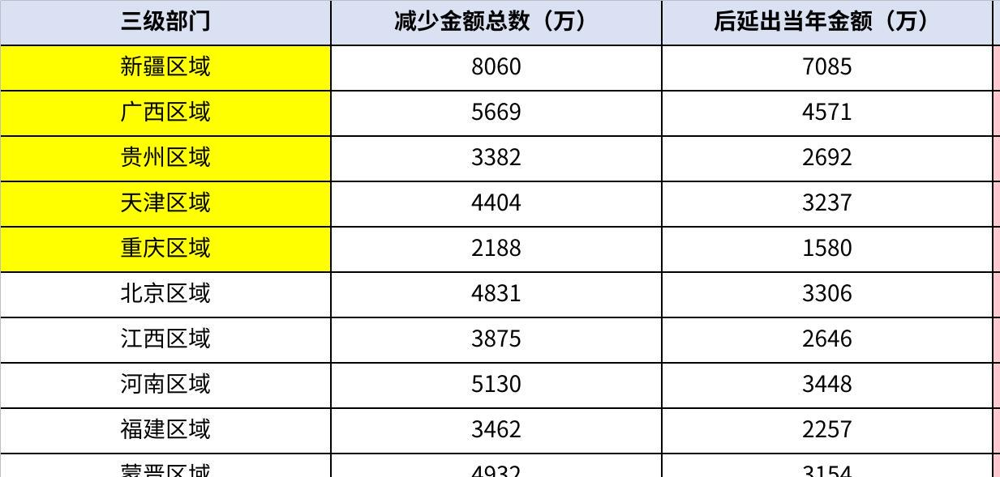 三级部门 减少金额总数（万） 后延出当年金额（万）
新疆区域 8060 7085
广西区域 5669 4571
贵州区域 3382 2692
天津区域 4404 3237
重庆区域 2188 1580
北京区域 4831 3306
江西区域 3875 2646
河南区域 5130 3448
福建区域 3462 2257
蒙晋区域 4932 3154